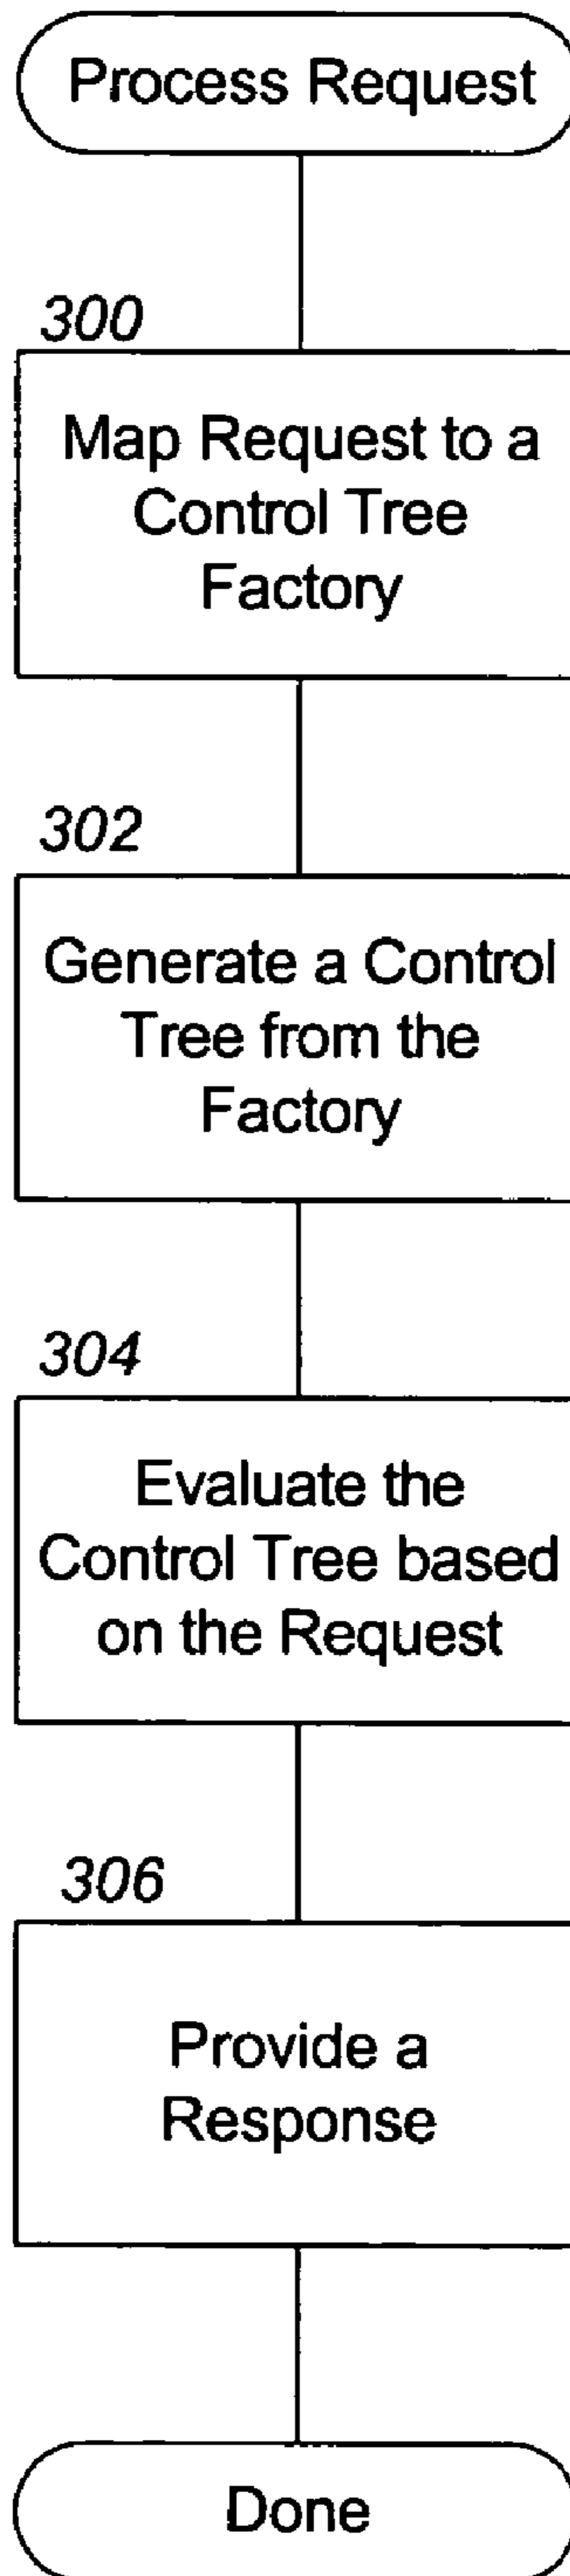 Process Request
300
Map Request to a
Control Tree
Factory
302
Generate a Control
Tree from the
Factory
304
Evaluate the
Control Tree based
on the Request
306
Provide a
Response
Done